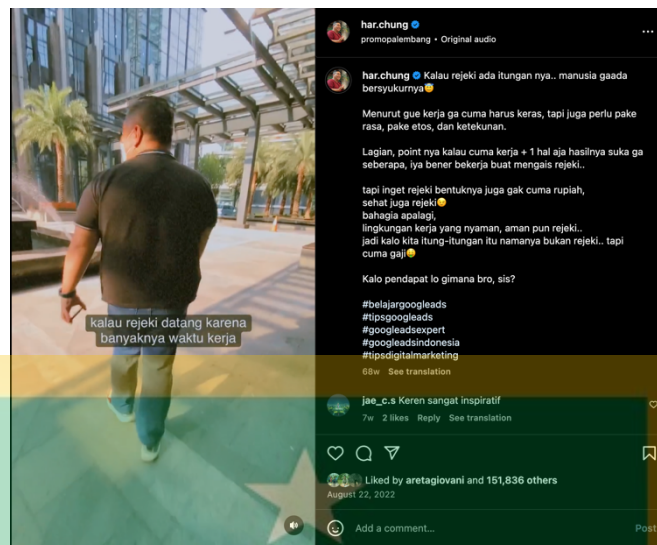 har.chung
promopalembang • Original audio
har.chung Kalau rejeki ada itungan nya.. manusia gaada
bersyukurnya😇
Menurut gue kerja ga cuma harus keras, tapi juga perlu pake
rasa, pake etos, dan ketekunan.
Lagian, point nya kalau cuma kerja + 1 hal aja hasilnya suka ga
seberapa, iya bener bekerja buat mengais rejeki..
tapi inget rejeki bentuknya juga gak cuma rupiah,
sehat juga rejeki😉
bahagia apalagi,
lingkungan kerja yang nyaman, aman pun rejeki..
jadi kalo kita itung-itungan itu namanya bukan rejeki.. tapi
cuma gaji😀
Kalo pendapat lo gimana bro, sis?
#belajargoogleads
#tipsgoogleads
#googleadsexpert
#googleadsindonesia
#tipsdigitalmarketing
68w See translation
kalau rejeki datang karena
banyaknya waktu kerja
jae_c.s Keren sangat inspiratif
7w 2 likes Reply See translation
Liked by aretagiovani and 151,836 others
August 22, 2022
Add a comment...
Post